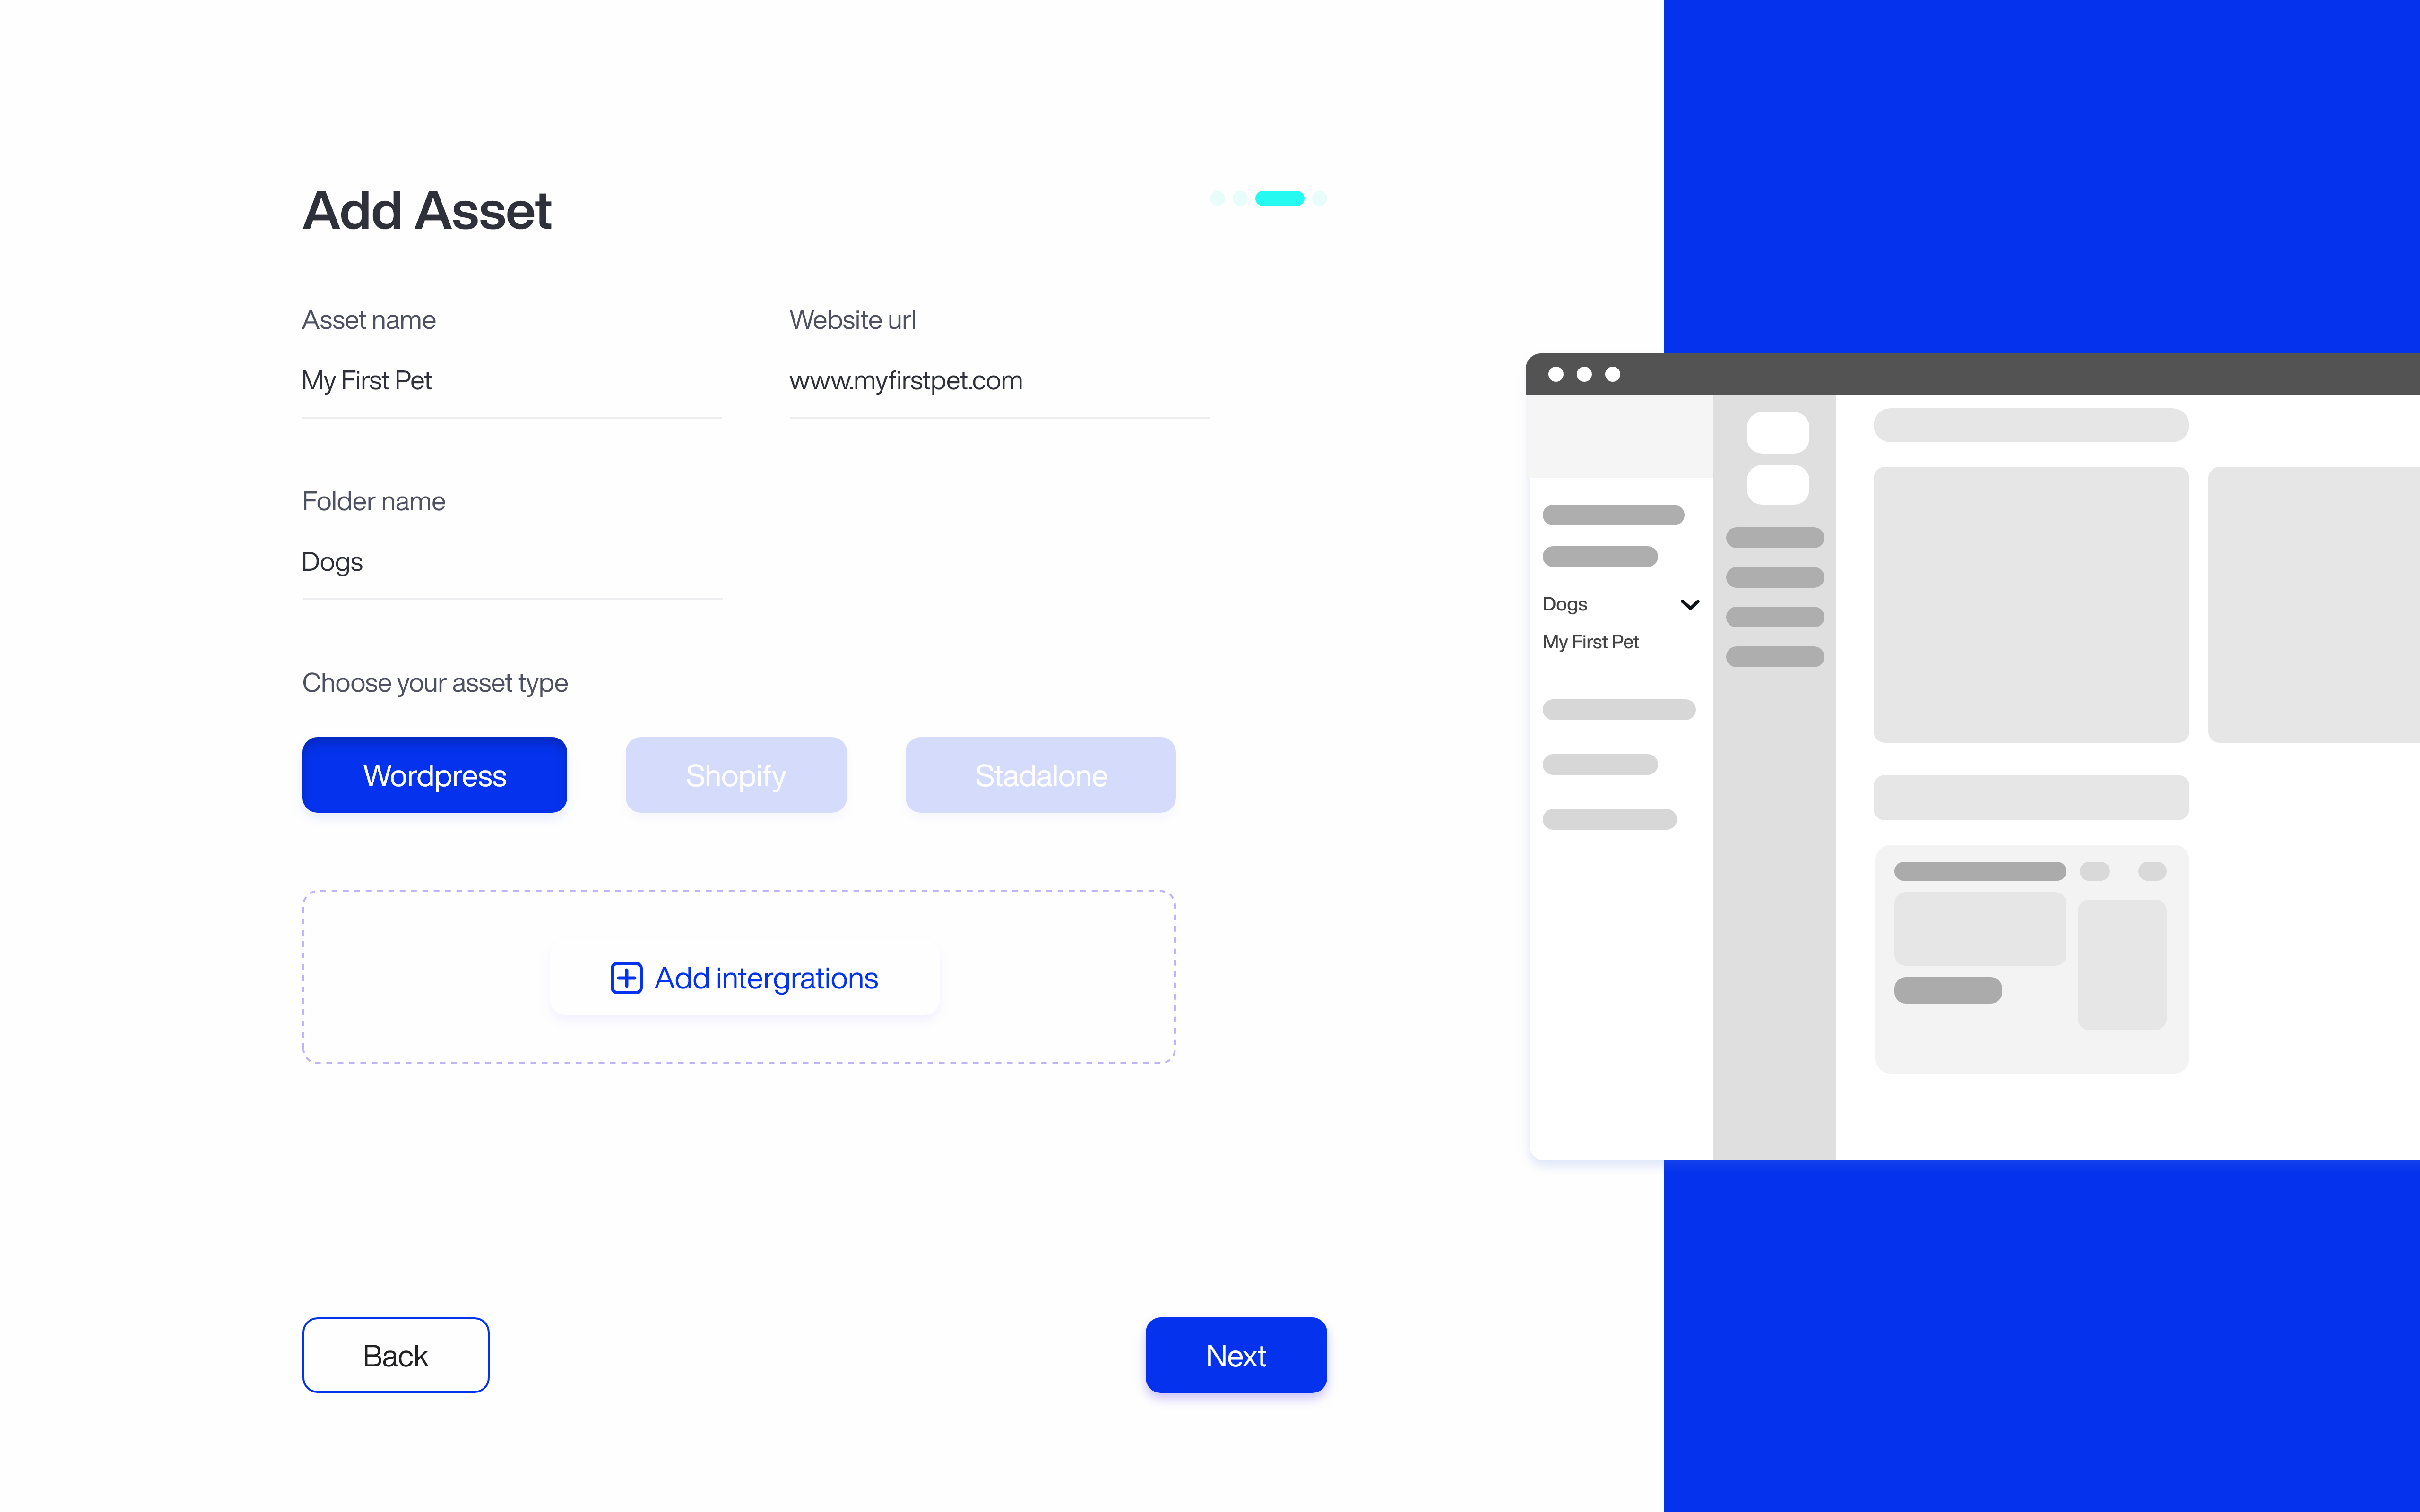 Add Asset
Asset name
Website url
My First Pet
www.myfirstpet.com
Folder name
Dogs
Choose your asset type
Wordpress
Shopify
Stadalone
Add intergrations
Back
Next
Dogs
My First Pet